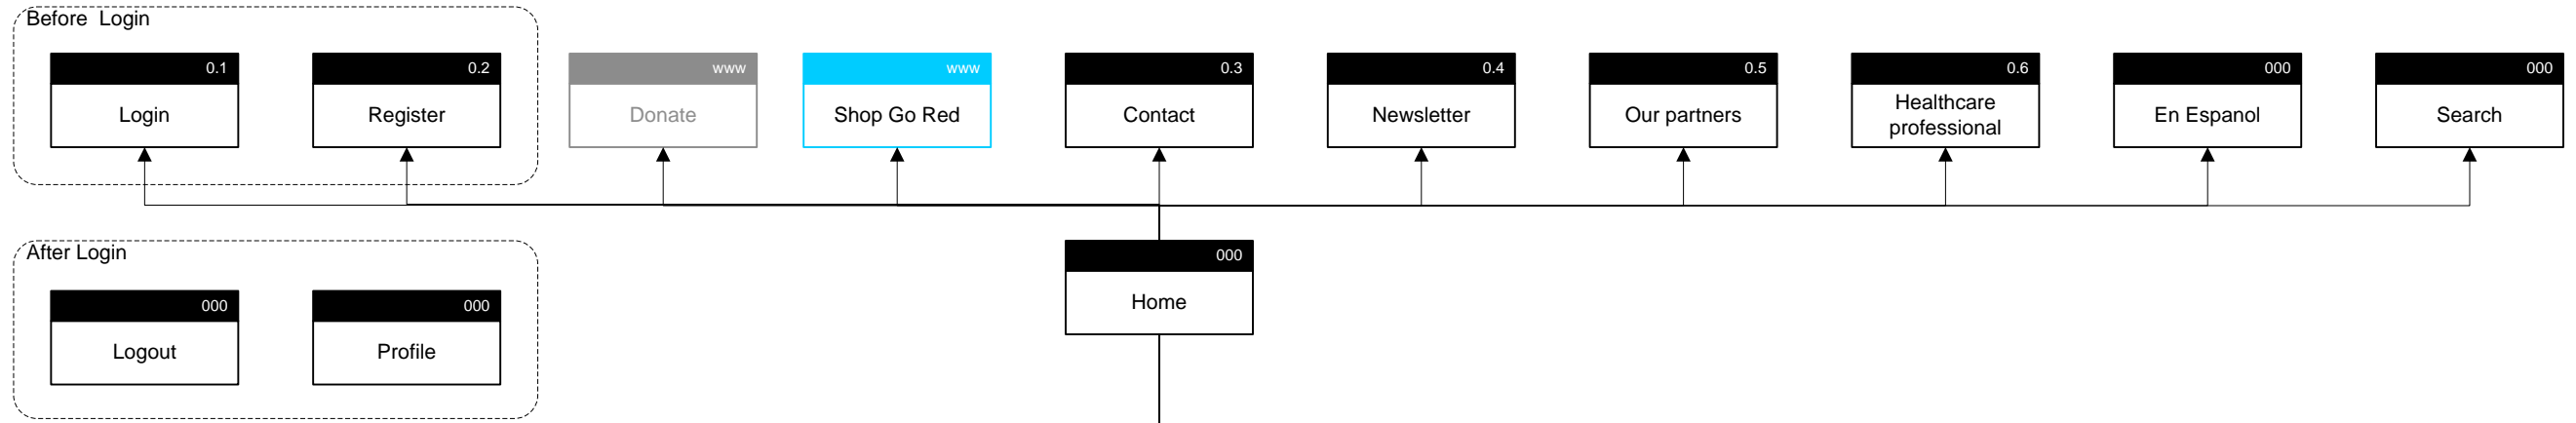 Before Login
0.1
Login
0.2
Register
www
Donate
www
Shop Go Red
0.3
Contact
0.4
Newsletter
0.5
Our partners
0.6
Healthcare
professional
000
En Espanol
000
Search
After Login
000
Logout
000
Profile
000
Home